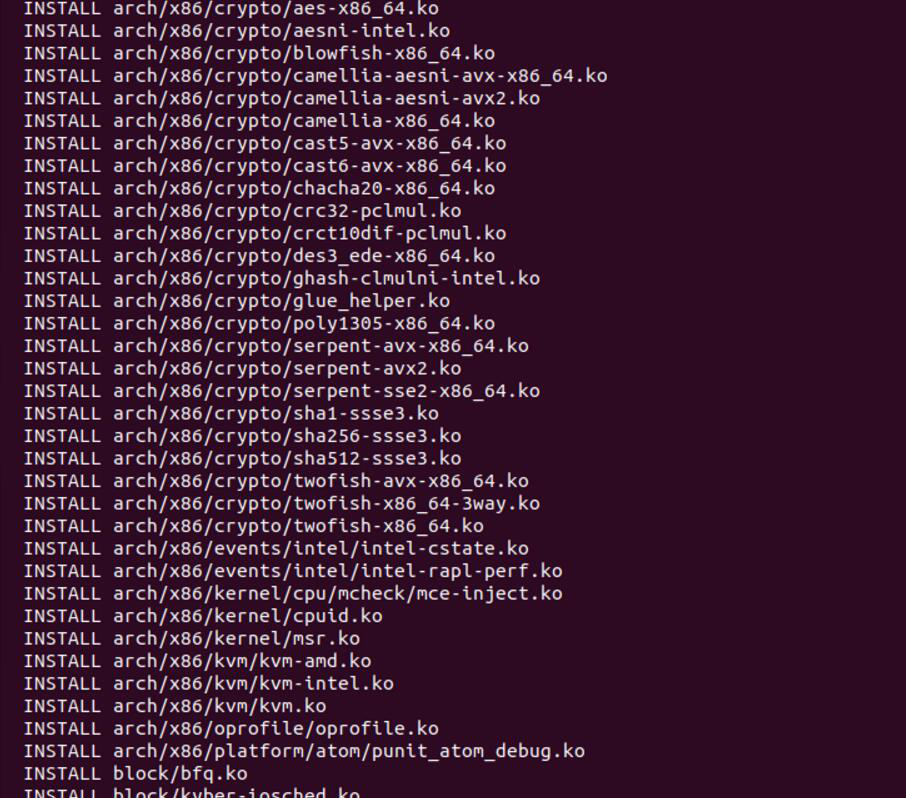 INSTALL arch/x86/crypto/aes-x86_64.ko
INSTALL arch/x86/crypto/aesni-intel.ko
INSTALL arch/x86/crypto/blowfish-x86_64.ko
INSTALL arch/x86/crypto/camellia-aesni-avx-x86_64.ko
INSTALL arch/x86/crypto/camellia-aesni-avx2.ko
INSTALL arch/x86/crypto/camellia-x86_64.ko
INSTALL arch/x86/crypto/cast5-avx-x86_64.ko
INSTALL arch/x86/crypto/cast6-avx-x86_64.ko
INSTALL arch/x86/crypto/chacha20-x86_64.ko
INSTALL arch/x86/crypto/crc32-pclmul.ko
INSTALL arch/x86/crypto/crct10dif-pclmul.ko
INSTALL arch/x86/crypto/des3_ede-x86_64.ko
INSTALL arch/x86/crypto/ghash-clmulni-intel.ko
INSTALL arch/x86/crypto/glue_helper.ko
INSTALL arch/x86/crypto/poly1305-x86_64.ko
INSTALL arch/x86/crypto/serpent-avx-x86_64.ko
INSTALL arch/x86/crypto/serpent-avx2.ko
INSTALL arch/x86/crypto/serpent-sse2-x86_64.ko
INSTALL arch/x86/crypto/sha1-ssse3.ko
INSTALL arch/x86/crypto/sha256-ssse3.ko
INSTALL arch/x86/crypto/sha512-ssse3.ko
INSTALL arch/x86/crypto/twofish-avx-x86_64.ko
INSTALL arch/x86/crypto/twofish-x86_64-3way.ko
INSTALL arch/x86/crypto/twofish-x86_64.ko
INSTALL arch/x86/events/intel/intel-cstate.ko
INSTALL arch/x86/events/intel/intel-rapl-perf.ko
INSTALL arch/x86/kernel/cpu/mcheck/mce-inject.ko
INSTALL arch/x86/kernel/cpuid.ko
INSTALL arch/x86/kernel/msr.ko
INSTALL arch/x86/kvm/kvm-amd.ko
INSTALL arch/x86/kvm/kvm-intel.ko
INSTALL arch/x86/kvm/kvm.ko
INSTALL arch/x86/oprofile/oprofile.ko
INSTALL arch/x86/platform/atom/punit_atom_debug.ko
INSTALL block/bfq.ko
INSTALL block/kyber-iosched.ko